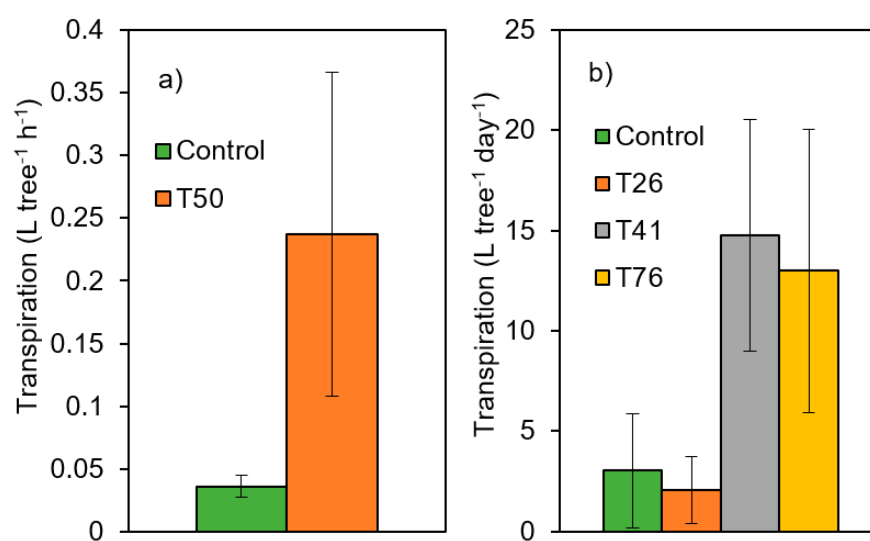 a)
Control
T50
Transpiration (L tree⁻¹ h⁻¹)
0.4
0.35
0.3
0.25
0.2
0.15
0.1
0.05
0
b)
Control
T26
T41
T76
Transpiration (L tree⁻¹ day⁻¹)
25
20
15
10
5
0